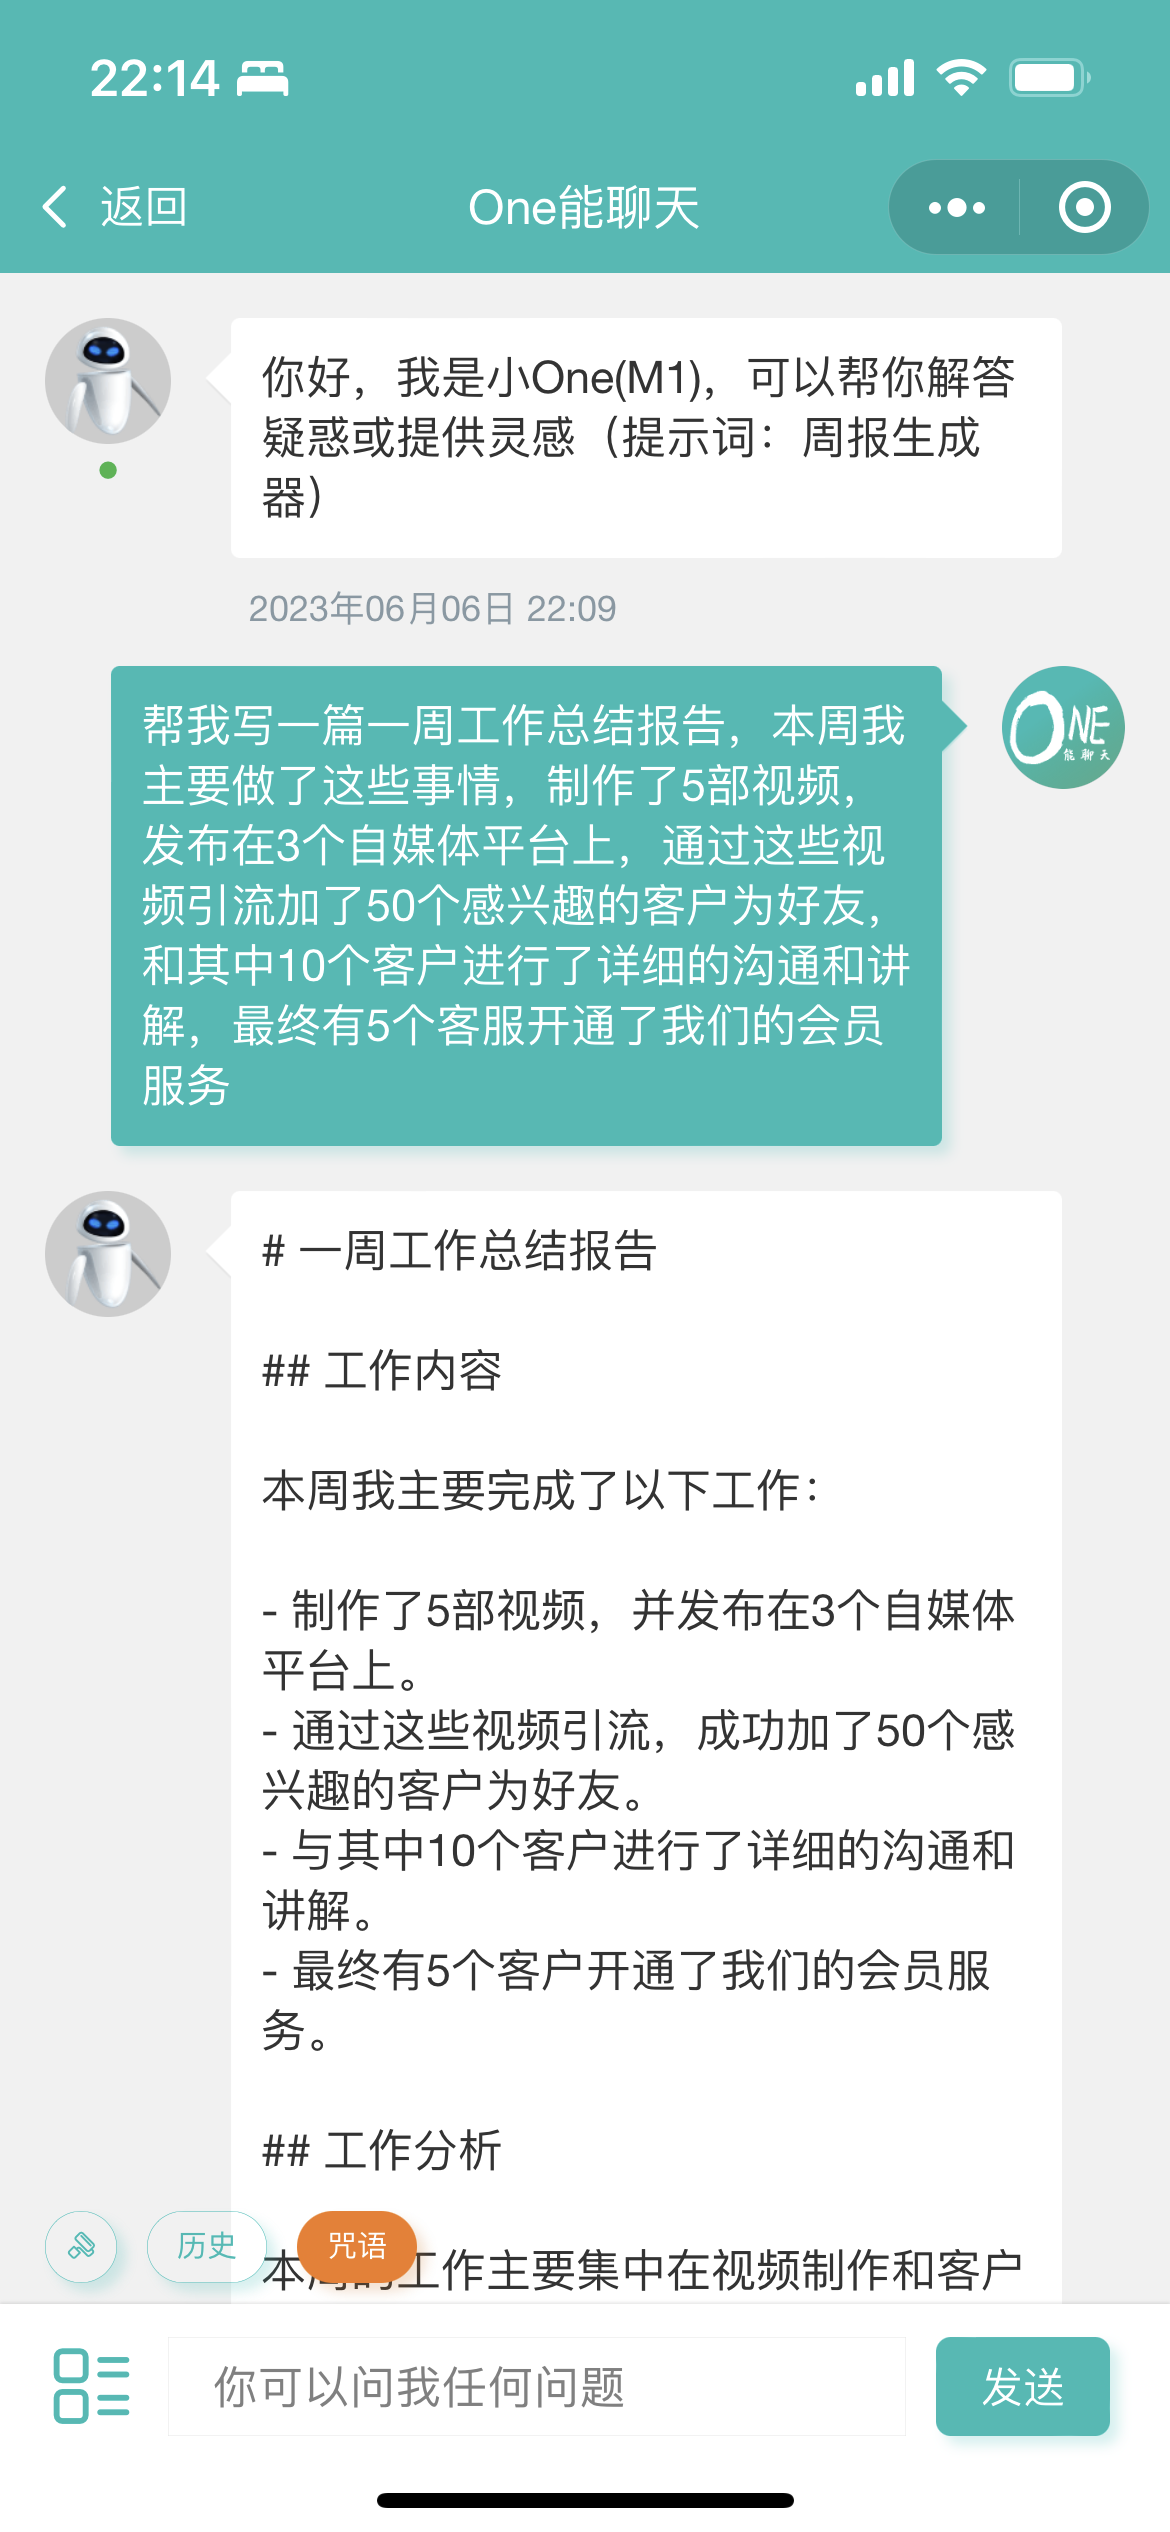 22:14
返回
One能聊天
你好，我是小One(M1)，可以帮你解答
疑惑或提供灵感（提示词：周报生成
器）
2023年06月06日 22:09
帮我写一篇一周工作总结报告，本周我
主要做了这些事情，制作了5部视频，
发布在3个自媒体平台上，通过这些视
频引流加了50个感兴趣的客户为好友，
和其中10个客户进行了详细的沟通和讲
解，最终有5个客服开通了我们的会员
服务
ONE
能聊天
# 一周工作总结报告
## 工作内容
本周我主要完成了以下工作：
- 制作了5部视频，并发布在3个自媒体
平台上。
- 通过这些视频引流，成功加了50个感
兴趣的客户为好友。
- 与其中10个客户进行了详细的沟通和
讲解。
- 最终有5个客户开通了我们的会员服
务。
## 工作分析
历史
咒语
本周的工作主要集中在视频制作和客户
你可以问我任何问题
发送